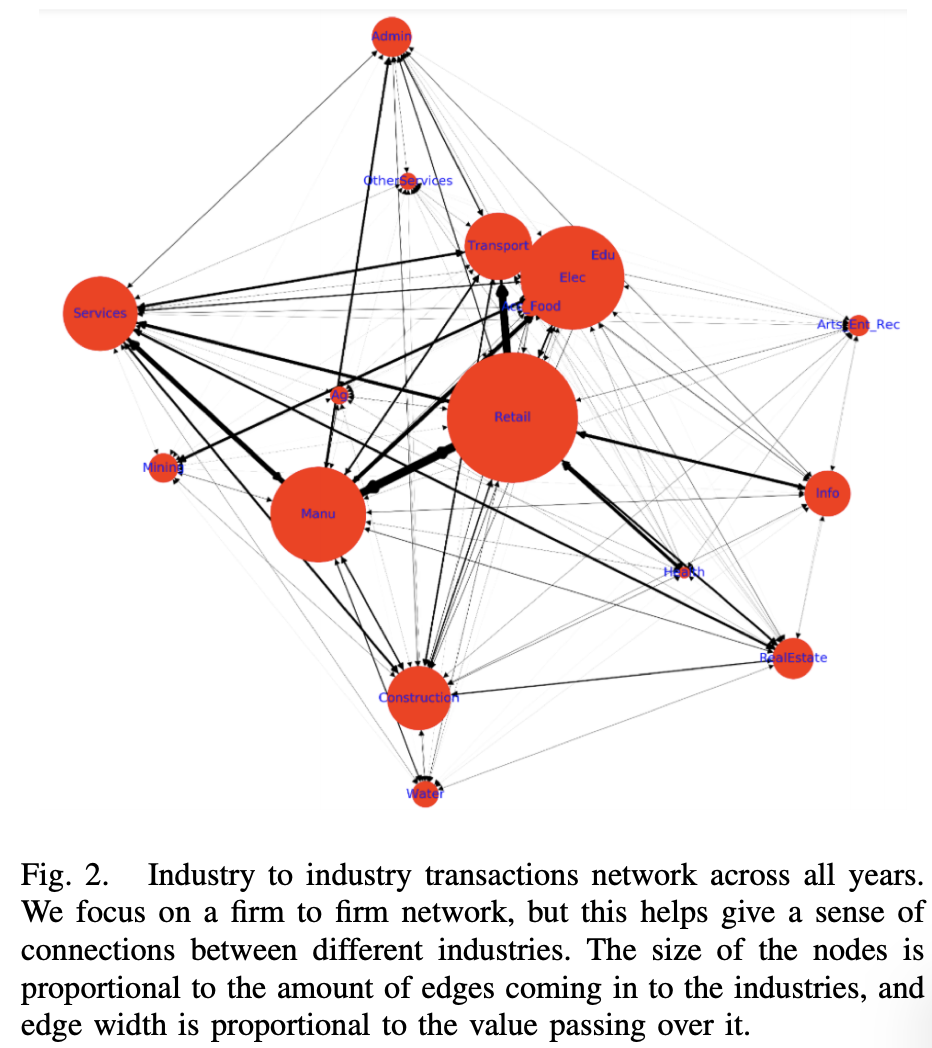 Admin
OtherServices
Transport
Edu
Elec
Food
Services
Arts_Ent_Rec
Ag
Retail
Mining
Info
Manu
Health
RealEstate
Construction
Water
Fig. 2. Industry to industry transactions network across all years.
We focus on a firm to firm network, but this helps give a sense of
connections between different industries. The size of the nodes is
proportional to the amount of edges coming in to the industries, and
edge width is proportional to the value passing over it.